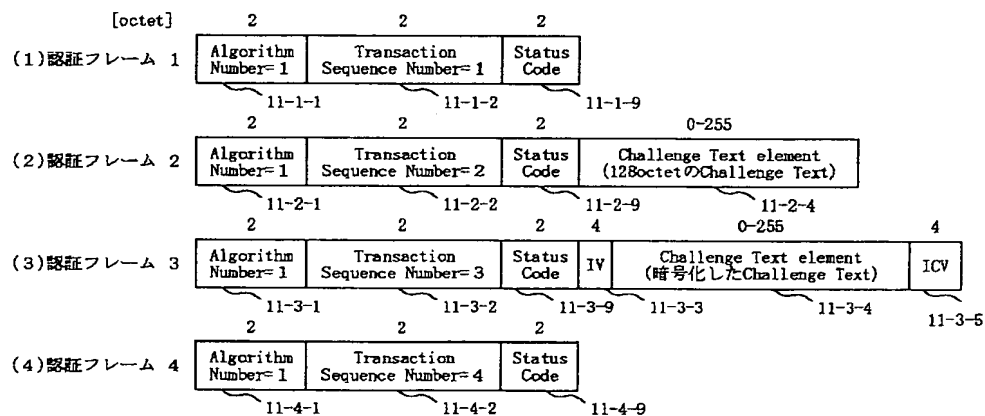 [octet] 2 2 2
(1)認証フレーム 1 Algorithm Number=1 Transaction Sequence Number=1 Status Code
11-1-1 11-1-2 11-1-9
2 2 2 0-255
(2)認証フレーム 2 Algorithm Number=1 Transaction Sequence Number=2 Status Code Challenge Text element (128octetのChallenge Text)
11-2-1 11-2-2 11-2-9 11-2-4
2 2 2 4 0-255 4
(3)認証フレーム 3 Algorithm Number=1 Transaction Sequence Number=3 Status Code IV Challenge Text element (暗号化したChallenge Text) ICV
11-3-1 11-3-2 11-3-9 11-3-3 11-3-4 11-3-5
2 2 2
(4)認証フレーム 4 Algorithm Number=1 Transaction Sequence Number=4 Status Code
11-4-1 11-4-2 11-4-9